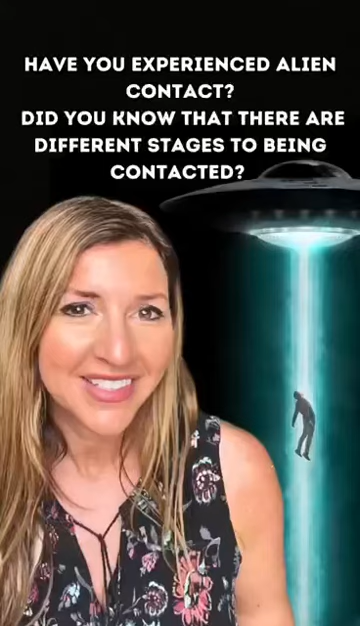 HAVE YOU EXPERIENCED ALIEN
CONTACT?
DID YOU KNOW THAT THERE ARE
DIFFERENT STAGES TO BEING
CONTACTED?